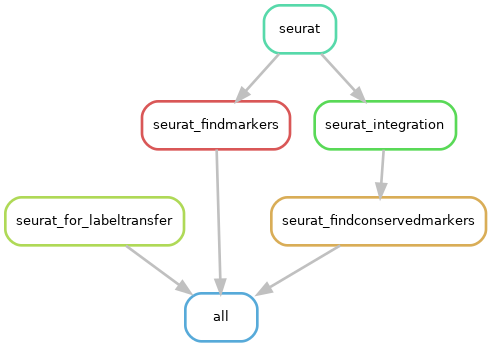 seurat
seurat_findmarkers
seurat_integration
seurat_for_labeltransfer
seurat_findconservedmarkers
all